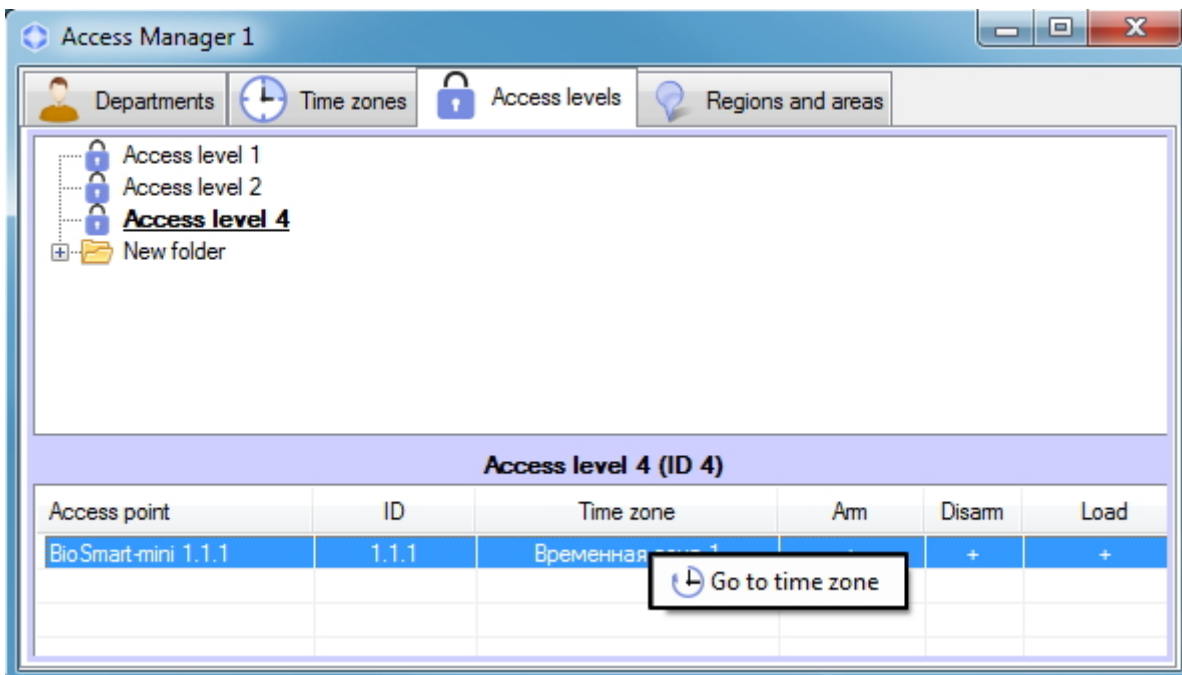 Access Manager 1
Departments Time zones Access levels Regions and areas
Access level 1
Access level 2
Access level 4
New folder
Access level 4 (ID 4)
Access point ID Time zone Arm Disarm Load
BioSmart-mini 1.1.1 1.1.1 Временная 1 + +
Go to time zone